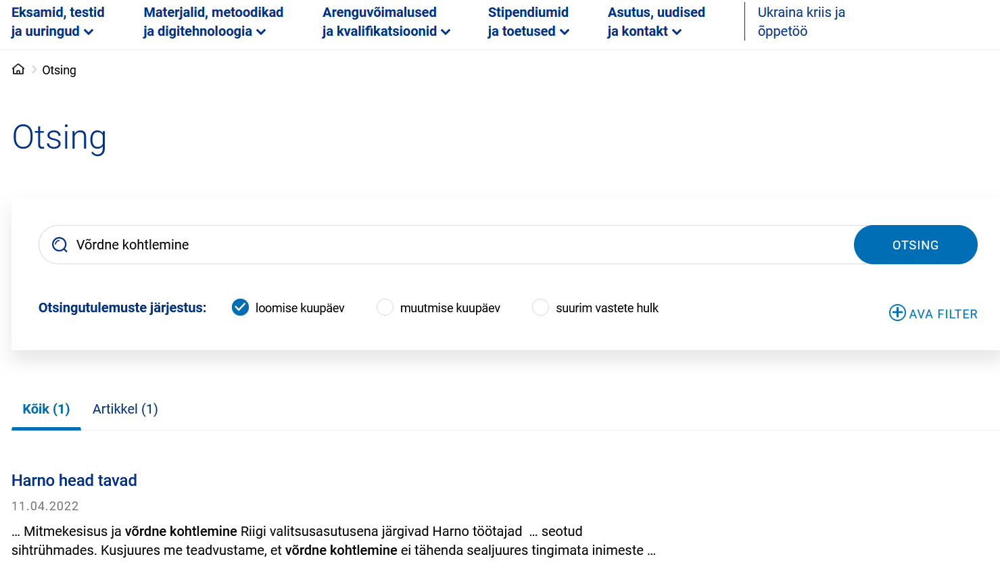 Eksamid, testid
ja uuringud
Materjalid, metoodikad
ja digitehnoloogia
Arenguvõimalused
ja kvalifikatsioonid
Stipendiumid
ja toetused
Asutus, uudised
ja kontakt
Ukraina kriis ja
õppetöö
Otsing
Otsing
Võrdne kohtlemine
OTSING
Otsingutulemuste järjestus:
loomise kuupäev
muutmise kuupäev
suurim vastete hulk
AVA FILTER
Kõik (1)
Artikkel (1)
Harno head tavad
11.04.2022
... Mitmekesisus ja võrdne kohtlemine Riigi valitsusasutusena järgivad Harno töötajad ... seotud
sihtrühmades. Kusjuures me teadvustame, et võrdne kohtlemine ei tähenda sealjuures tingimata inimeste ...